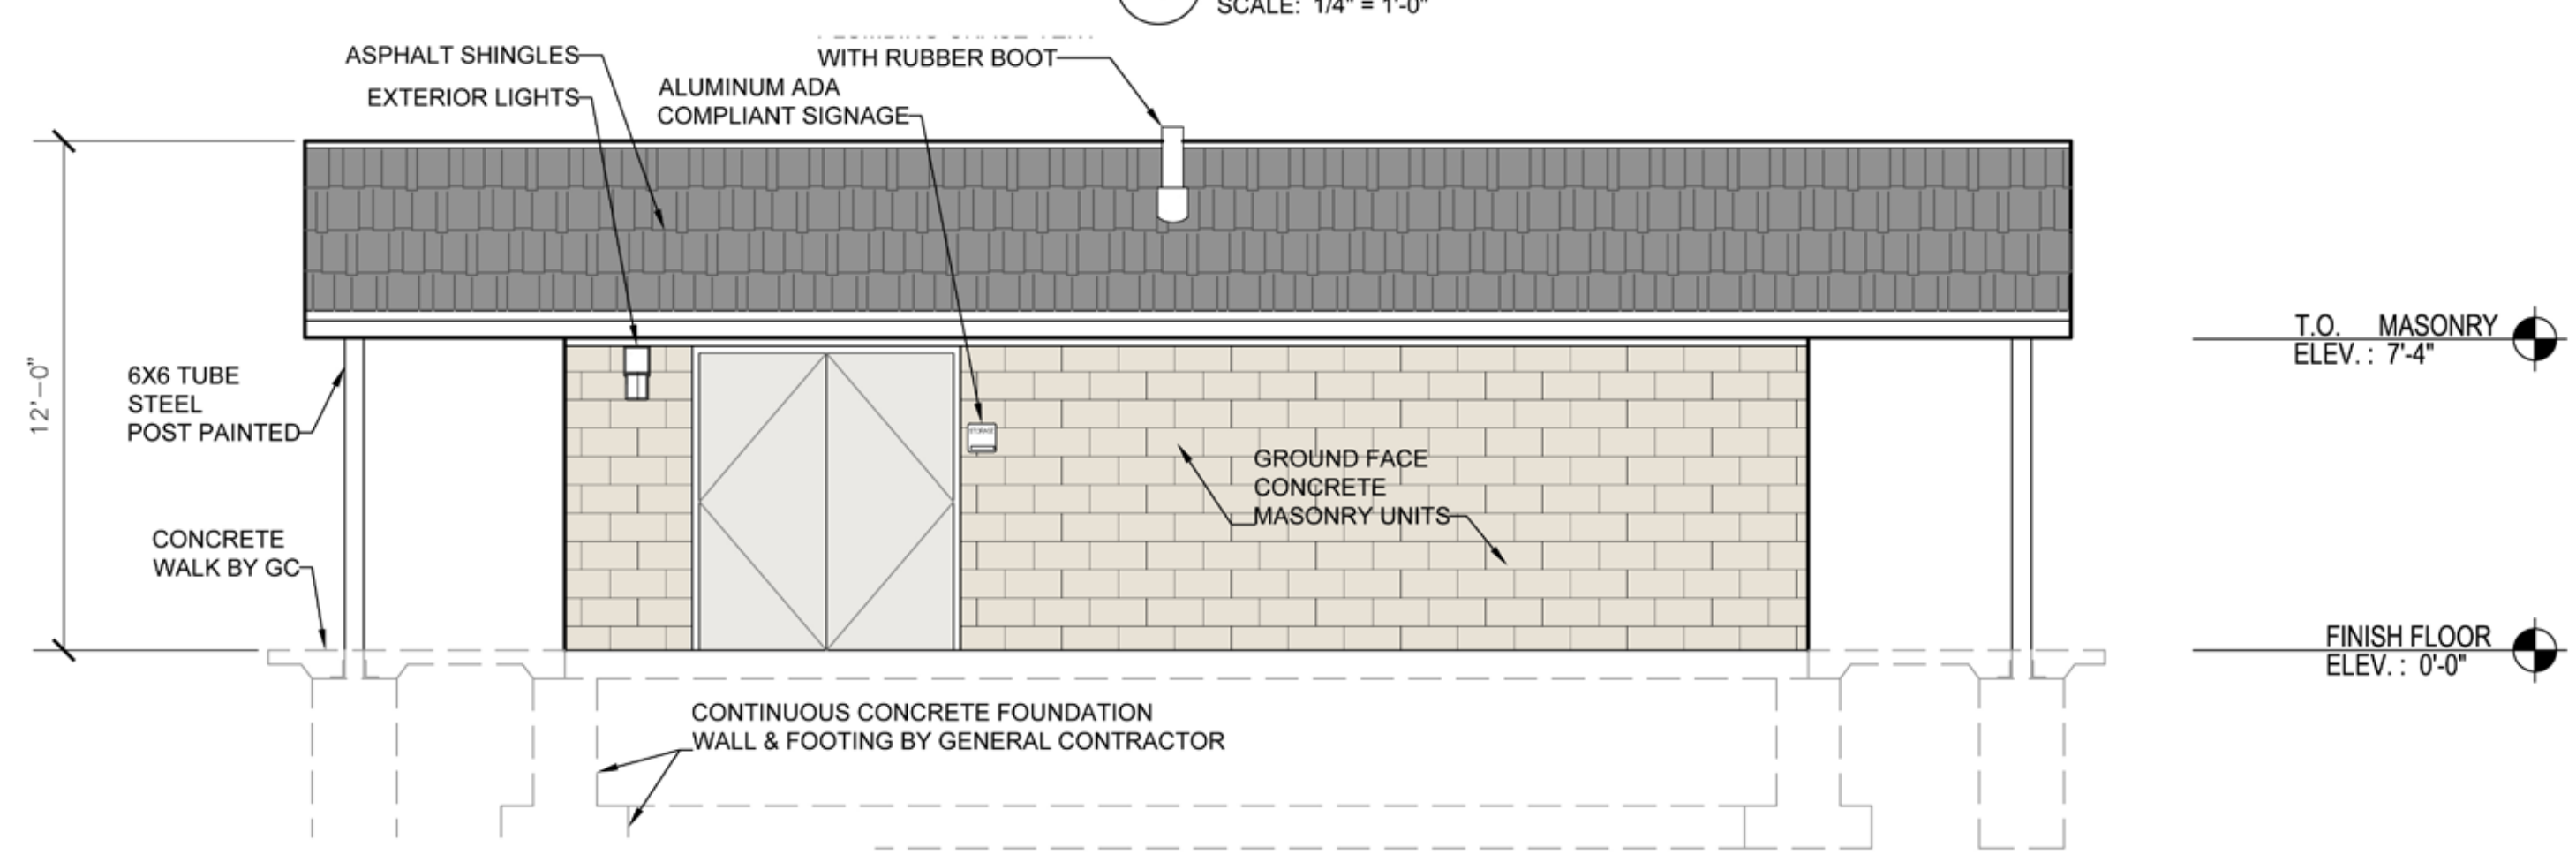 SCALE: 1/4" = 1'-0"
ASPHALT SHINGLES
EXTERIOR LIGHTS
ALUMINUM ADA
COMPLIANT SIGNAGE
WITH RUBBER BOOT
12'-0"
6X6 TUBE
STEEL
POST PAINTED
CONCRETE
WALK BY GC
STORAGE
GROUND FACE
CONCRETE
MASONRY UNITS
T.O. MASONRY
ELEV. : 7'-4"
FINISH FLOOR
ELEV. : 0'-0"
CONTINUOUS CONCRETE FOUNDATION
WALL & FOOTING BY GENERAL CONTRACTOR